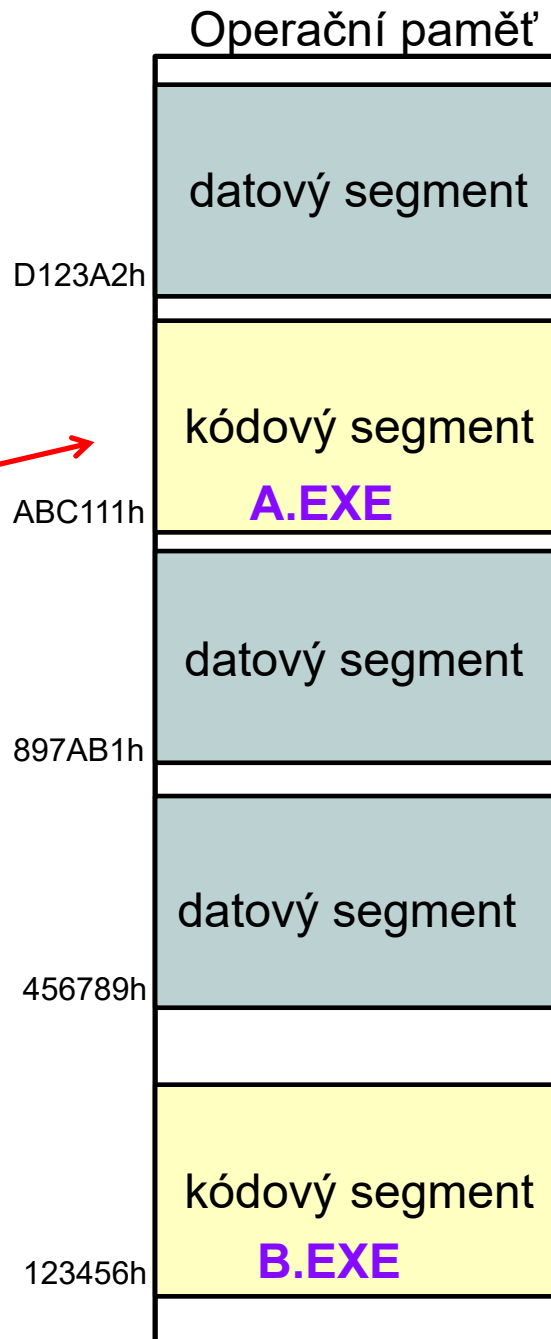 Operační paměť
datový segment
D123A2h
kódový segment
A.EXE
ABC111h
datový segment
897AB1h
datový segment
456789h
kódový segment
B.EXE
123456h